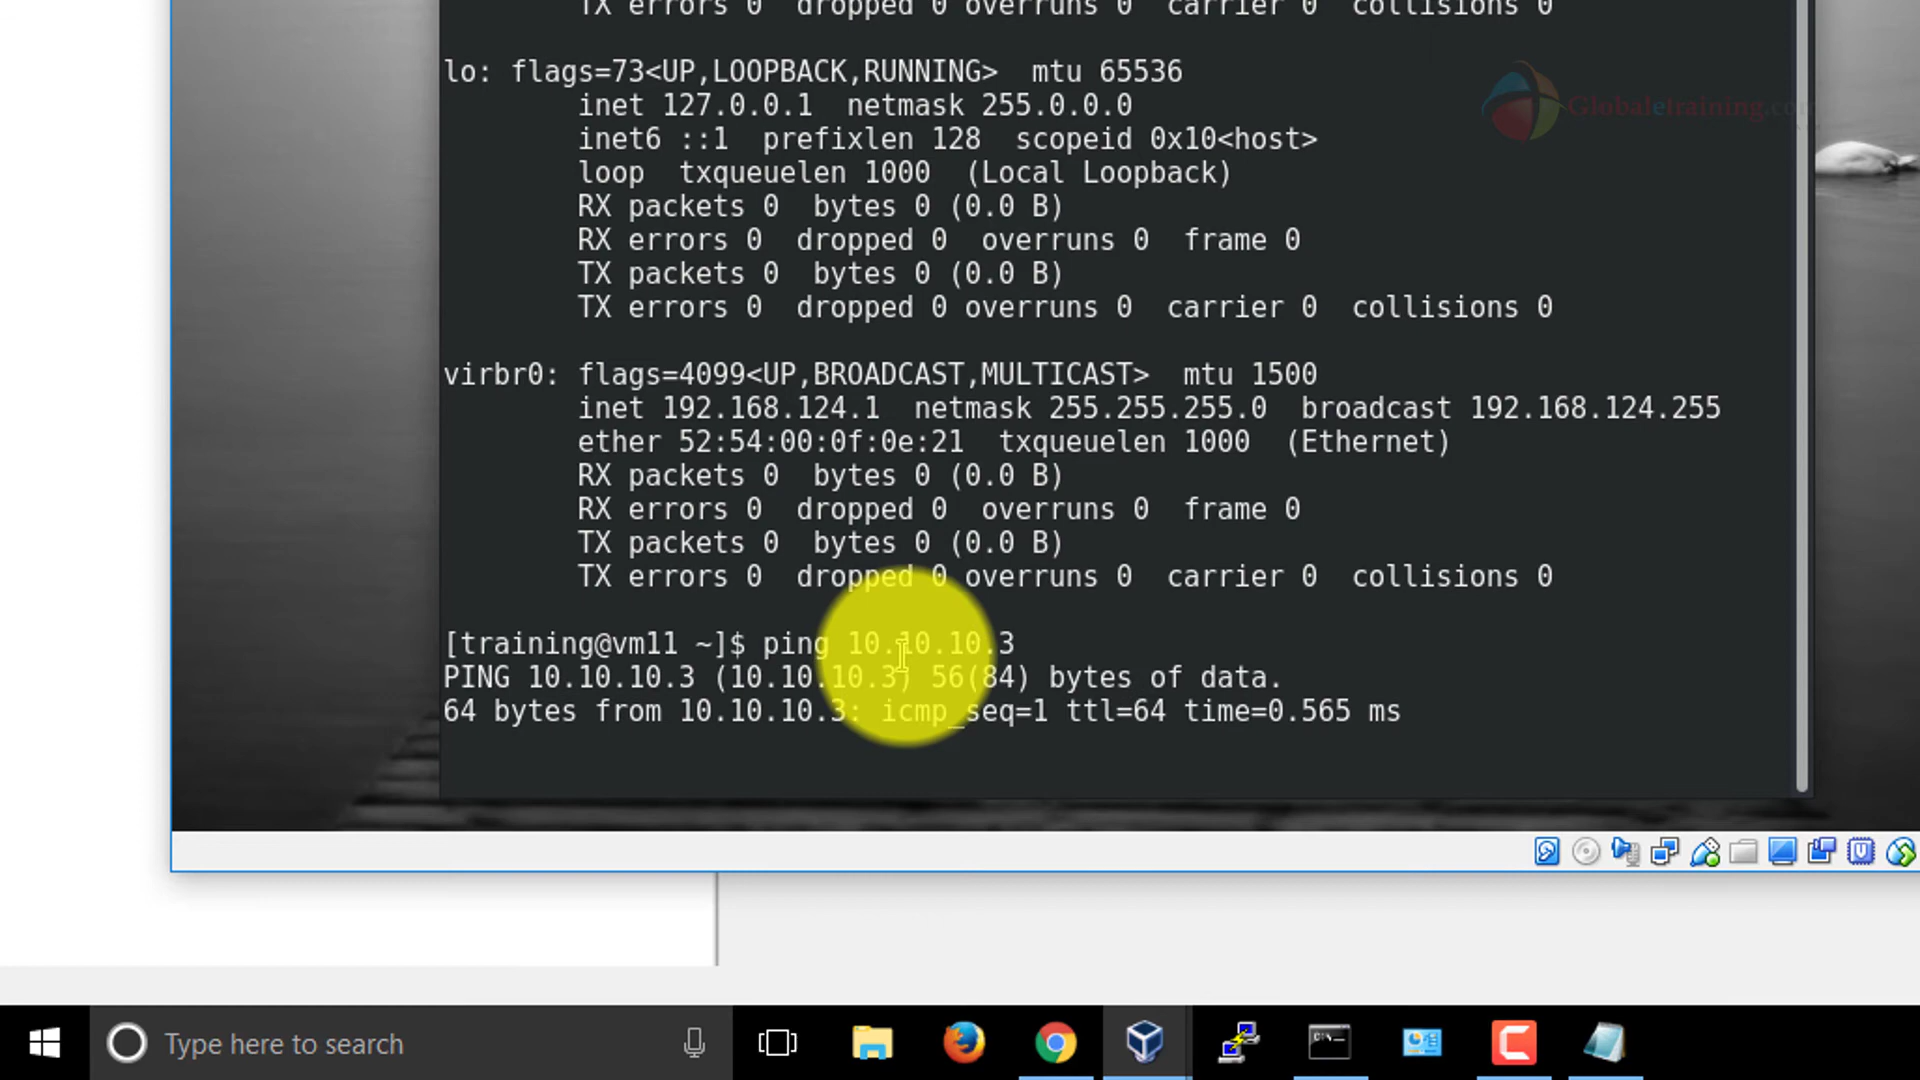 TX errors 0  dropped 0 overruns 0  carrier 0  collisions 0
Globaletraining.com
lo: flags=73<UP,LOOPBACK,RUNNING>  mtu 65536
inet 127.0.0.1  netmask 255.0.0.0
inet6 ::1  prefixlen 128  scopeid 0x10<host>
loop  txqueuelen 1000  (Local Loopback)
RX packets 0  bytes 0 (0.0 B)
RX errors 0  dropped 0  overruns 0  frame 0
TX packets 0  bytes 0 (0.0 B)
TX errors 0  dropped 0 overruns 0  carrier 0  collisions 0
virbr0: flags=4099<UP,BROADCAST,MULTICAST>  mtu 1500
inet 192.168.124.1  netmask 255.255.255.0  broadcast 192.168.124.255
ether 52:54:00:0f:0e:21  txqueuelen 1000  (Ethernet)
RX packets 0  bytes 0 (0.0 B)
RX errors 0  dropped 0  overruns 0  frame 0
TX packets 0  bytes 0 (0.0 B)
TX errors 0  dropped 0 overruns 0  carrier 0  collisions 0
[training@vm11 ~]$ ping 10.10.10.3
PING 10.10.10.3 (10.10.10.3) 56(84) bytes of data.
64 bytes from 10.10.10.3: icmp_seq=1 ttl=64 time=0.565 ms
Type here to search